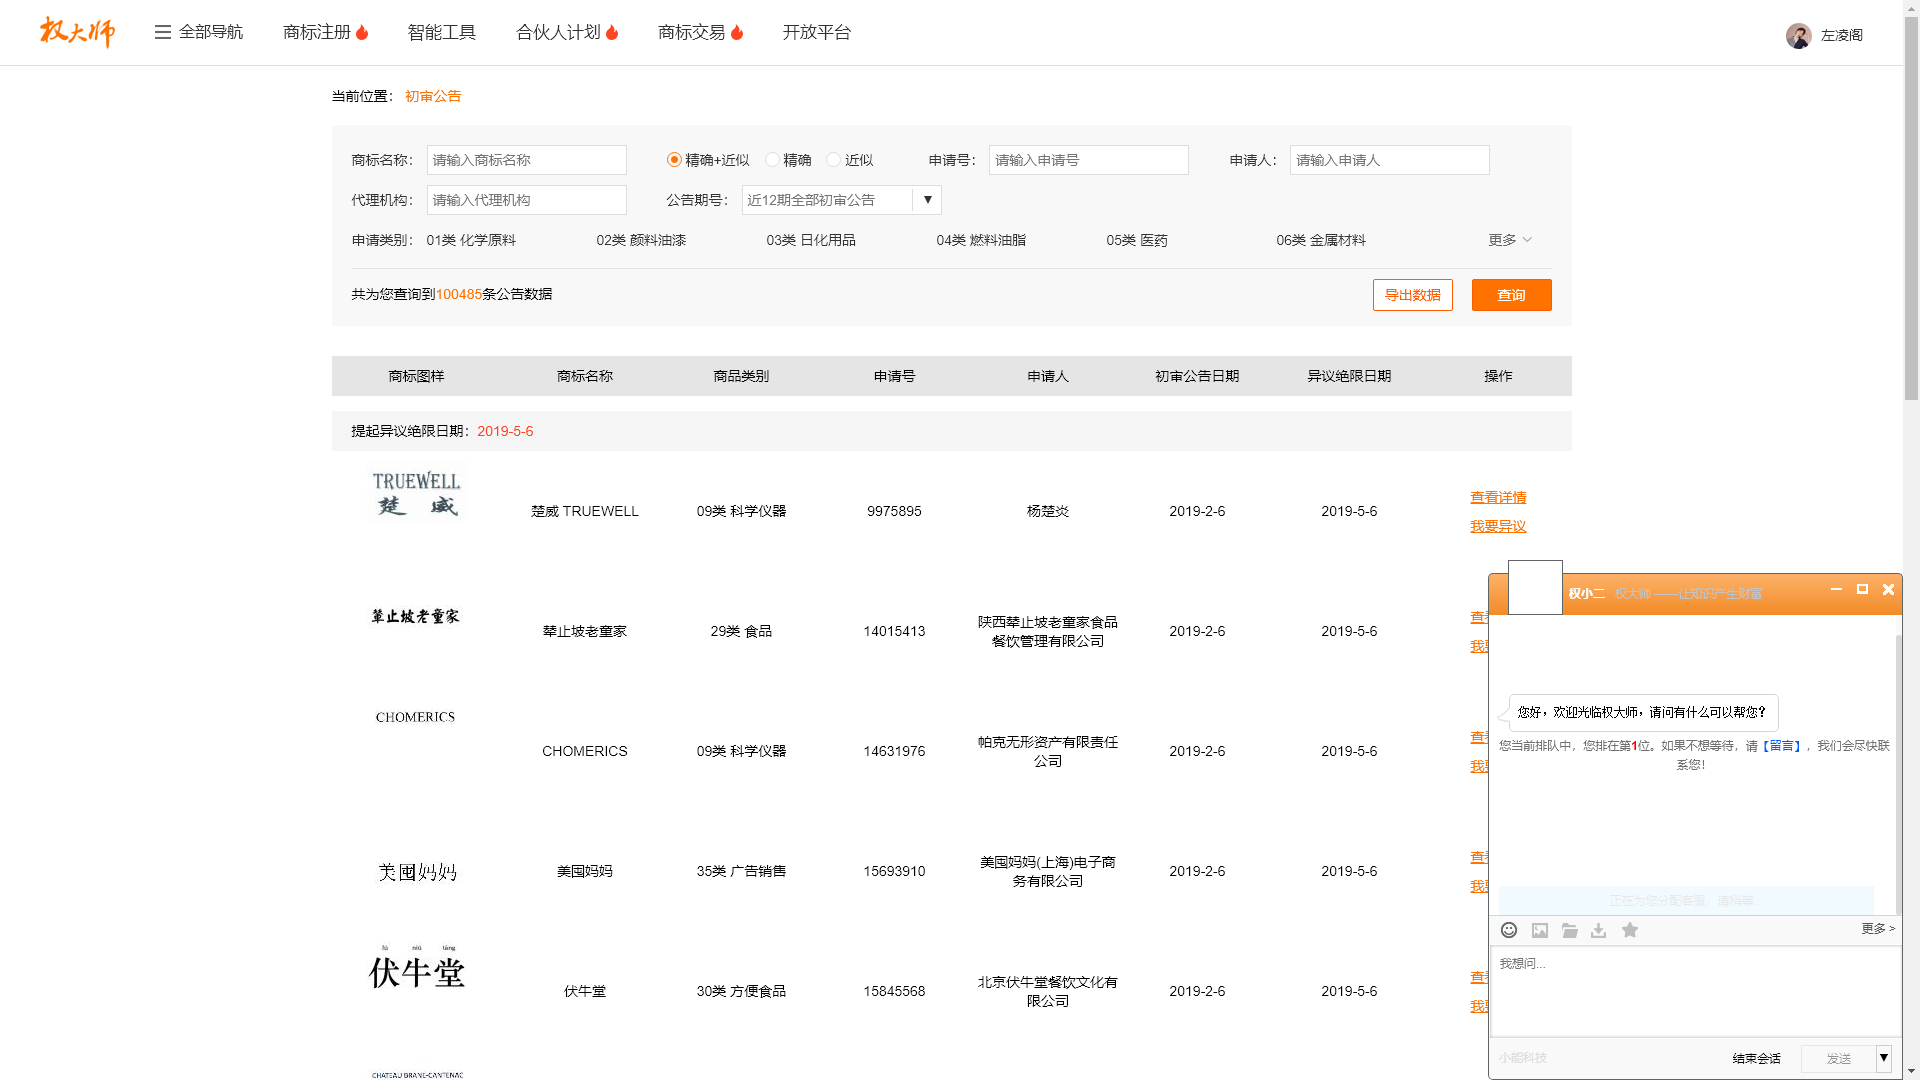 权大师 全部导航 商标注册 智能工具 合伙人计划 商标交易 开放平台 左凌阁
当前位置： 初审公告
商标名称： 请输入商标名称 精确+近似 精确 近似 申请号： 请输入申请号 申请人： 请输入申请人
代理机构： 请输入代理机构 公告期号： 近12期全部初审公告
申请类别： 01类 化学原料 02类 颜料油漆 03类 日化用品 04类 燃料油脂 05类 医药 06类 金属材料 更多
共为您查询到100485条公告数据 导出数据 查询
商标图样 商标名称 商品类别 申请号 申请人 初审公告日期 异议绝限日期 操作
提起异议绝限日期：2019-5-6
TRUEWELL
楚威
楚威 TRUEWELL 09类 科学仪器 9975895 杨楚炎 2019-2-6 2019-5-6 查看详情
我要异议
辇止坡老童家
辇止坡老童家 29类 食品 14015413 陕西辇止坡老童家食品
餐饮管理有限公司 2019-2-6 2019-5-6
CHOMERICS
CHOMERICS 09类 科学仪器 14631976 帕克无形资产有限责任
公司 2019-2-6 2019-5-6
美囤妈妈
美囤妈妈 35类 广告销售 15693910 美囤妈妈(上海)电子商
务有限公司 2019-2-6 2019-5-6
fú niú táng
伏牛堂
伏牛堂 30类 方便食品 15845568 北京伏牛堂餐饮文化有
限公司 2019-2-6 2019-5-6
CHATEAU BRANE-CANTENAC
权小二 权大师 ——让知识产生财富
您好，欢迎光临权大师，请问有什么可以帮您？
您当前排队中，您排在第1位。如果不想等待，请【留言】，我们会尽快联
系您！
正在为您分配客服，请稍等...
更多 >
我想问...
小能科技 结束会话 发送